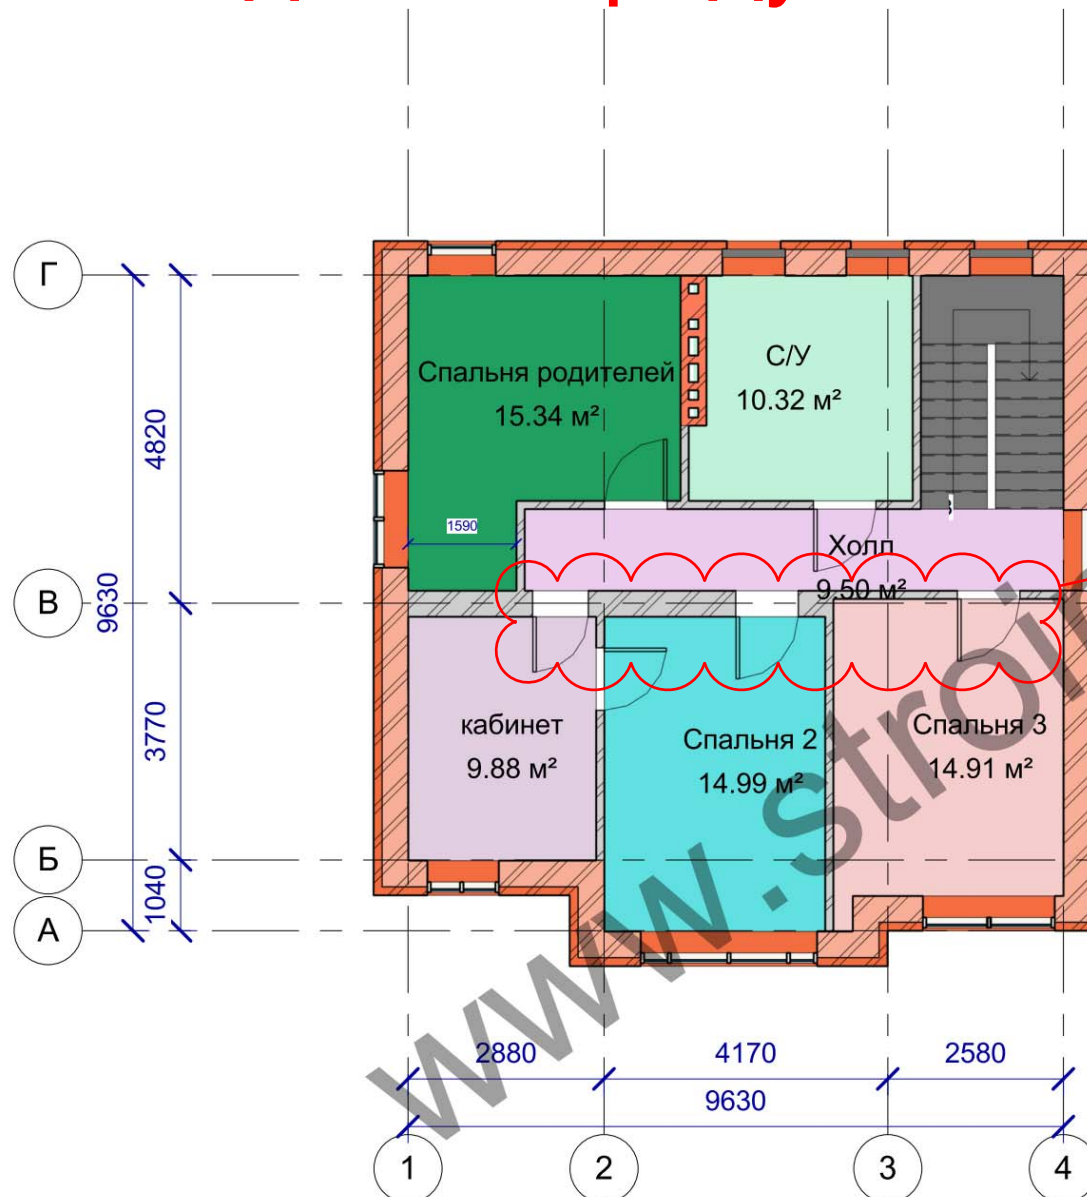 Г
Спальня родителей
15.34 м²
С/У
10.32 м²
4820
1590
Холл
9.50 м²
В
9630
3770
кабинет
9.88 м²
Спальня 2
14.99 м²
Спальня 3
14.91 м²
Б
1040
А
2880
4170
2580
9630
1
2
3
4
www.stroi